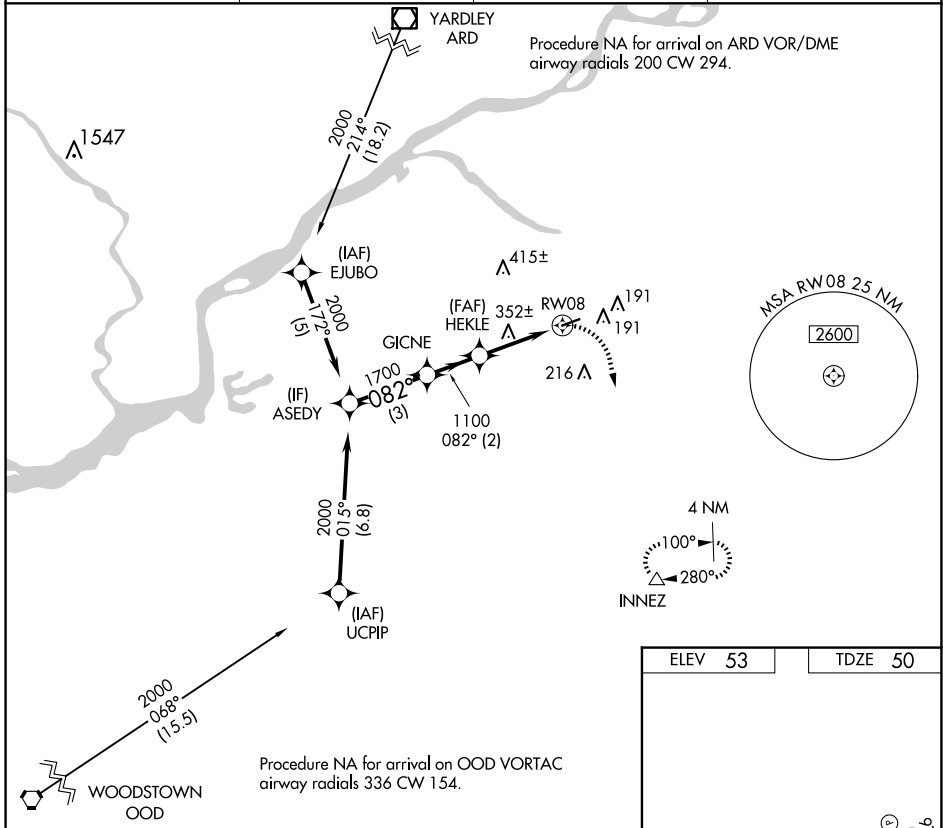 YARDLEY
ARD
Procedure NA for arrival on ARD VOR/DME
airway radials 200 CW 294.
1547
2000
214°
(18.2)
(IAF)
EJUBO
2000
172°
(5)
415±
(FAF)
HEKLE
352±
RW08
191
191
216
GICNE
(IF)
ASEDY
1700
082°
(3)
1100
082° (2)
MSA RW08 25 NM
2600
2000
015°
(6.8)
4 NM
100°
280°
INNEZ
(IAF)
UCPIP
2000
068°
(15.5)
WOODSTOWN
OOD
Procedure NA for arrival on OOD VORTAC
airway radials 336 CW 154.
ELEV 53
TDZE 50
P